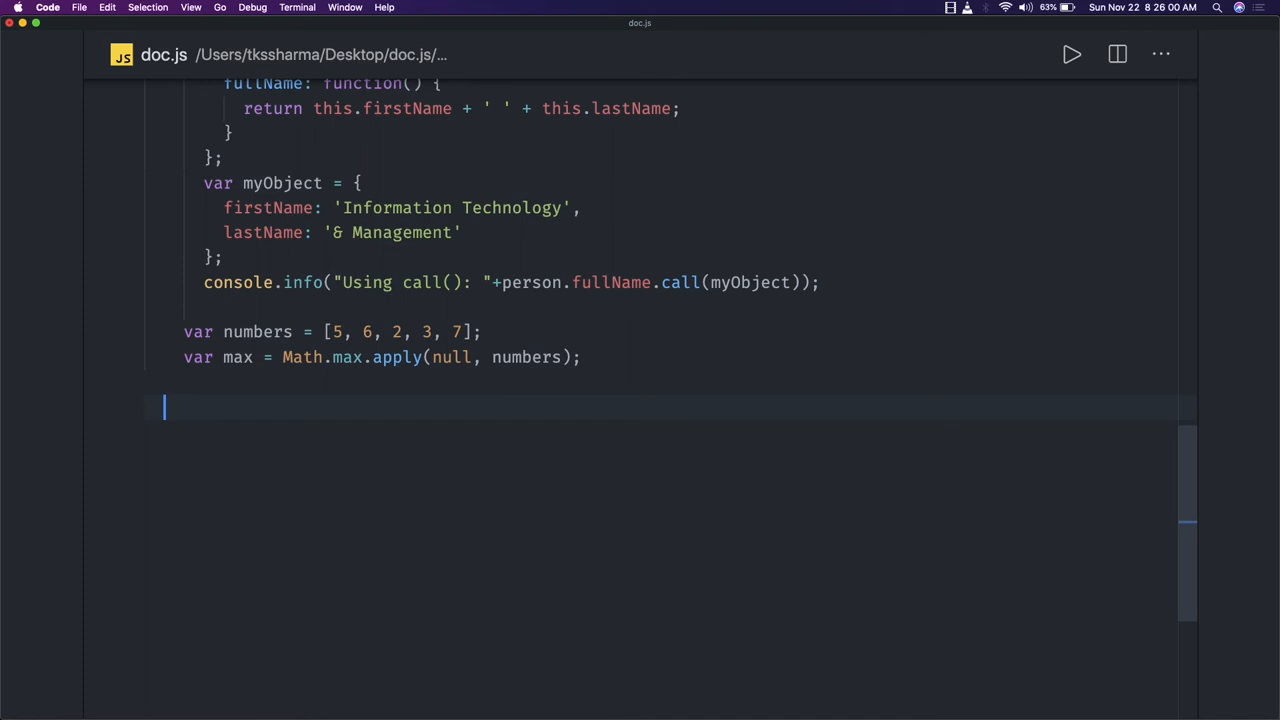 Code File Edit Selection View Go Debug Terminal Window Help 63% Sun Nov 22 8 26 00 AM
doc.js
JS doc.js /Users/tkssharma/Desktop/doc.js/...
fullName: function() {
return this.firstName + ' ' + this.lastName;
}
};
var myObject = {
firstName: 'Information Technology',
lastName: '& Management'
};
console.info("Using call(): "+person.fullName.call(myObject));
var numbers = [5, 6, 2, 3, 7];
var max = Math.max.apply(null, numbers);